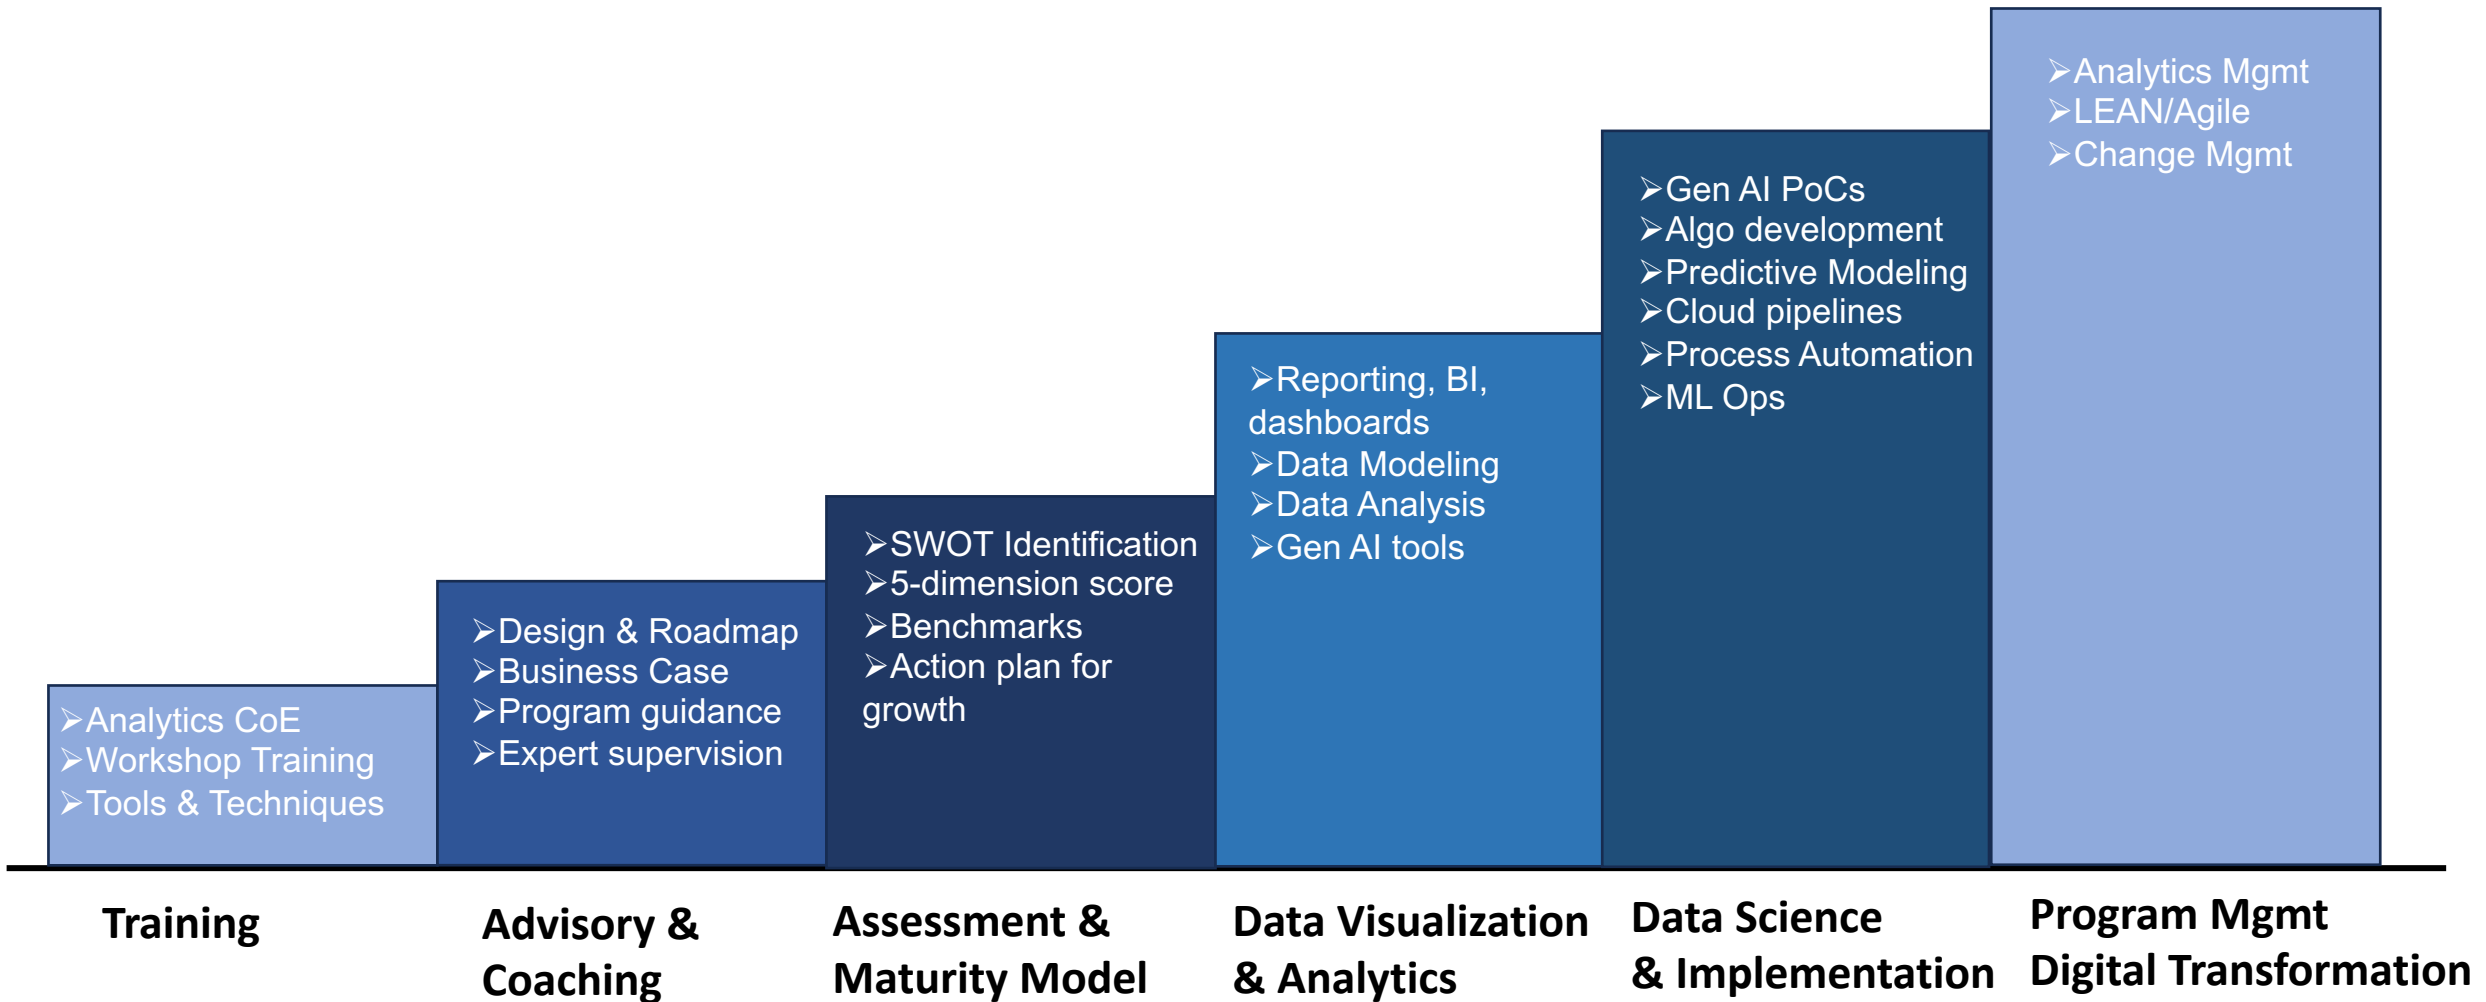 ➢Analytics CoE
➢Workshop Training
➢Tools & Techniques
Training
➢Design & Roadmap
➢Business Case
➢Program guidance
➢Expert supervision
Advisory &
Coaching
➢SWOT Identification
➢5-dimension score
➢Benchmarks
➢Action plan for
growth
Assessment &
Maturity Model
➢Reporting, BI,
dashboards
➢Data Modeling
➢Data Analysis
➢Gen AI tools
Data Visualization
& Analytics
➢Gen AI PoCs
➢Algo development
➢Predictive Modeling
➢Cloud pipelines
➢Process Automation
➢ML Ops
Data Science
& Implementation
➢Analytics Mgmt
➢LEAN/Agile
➢Change Mgmt
Program Mgmt
Digital Transformation